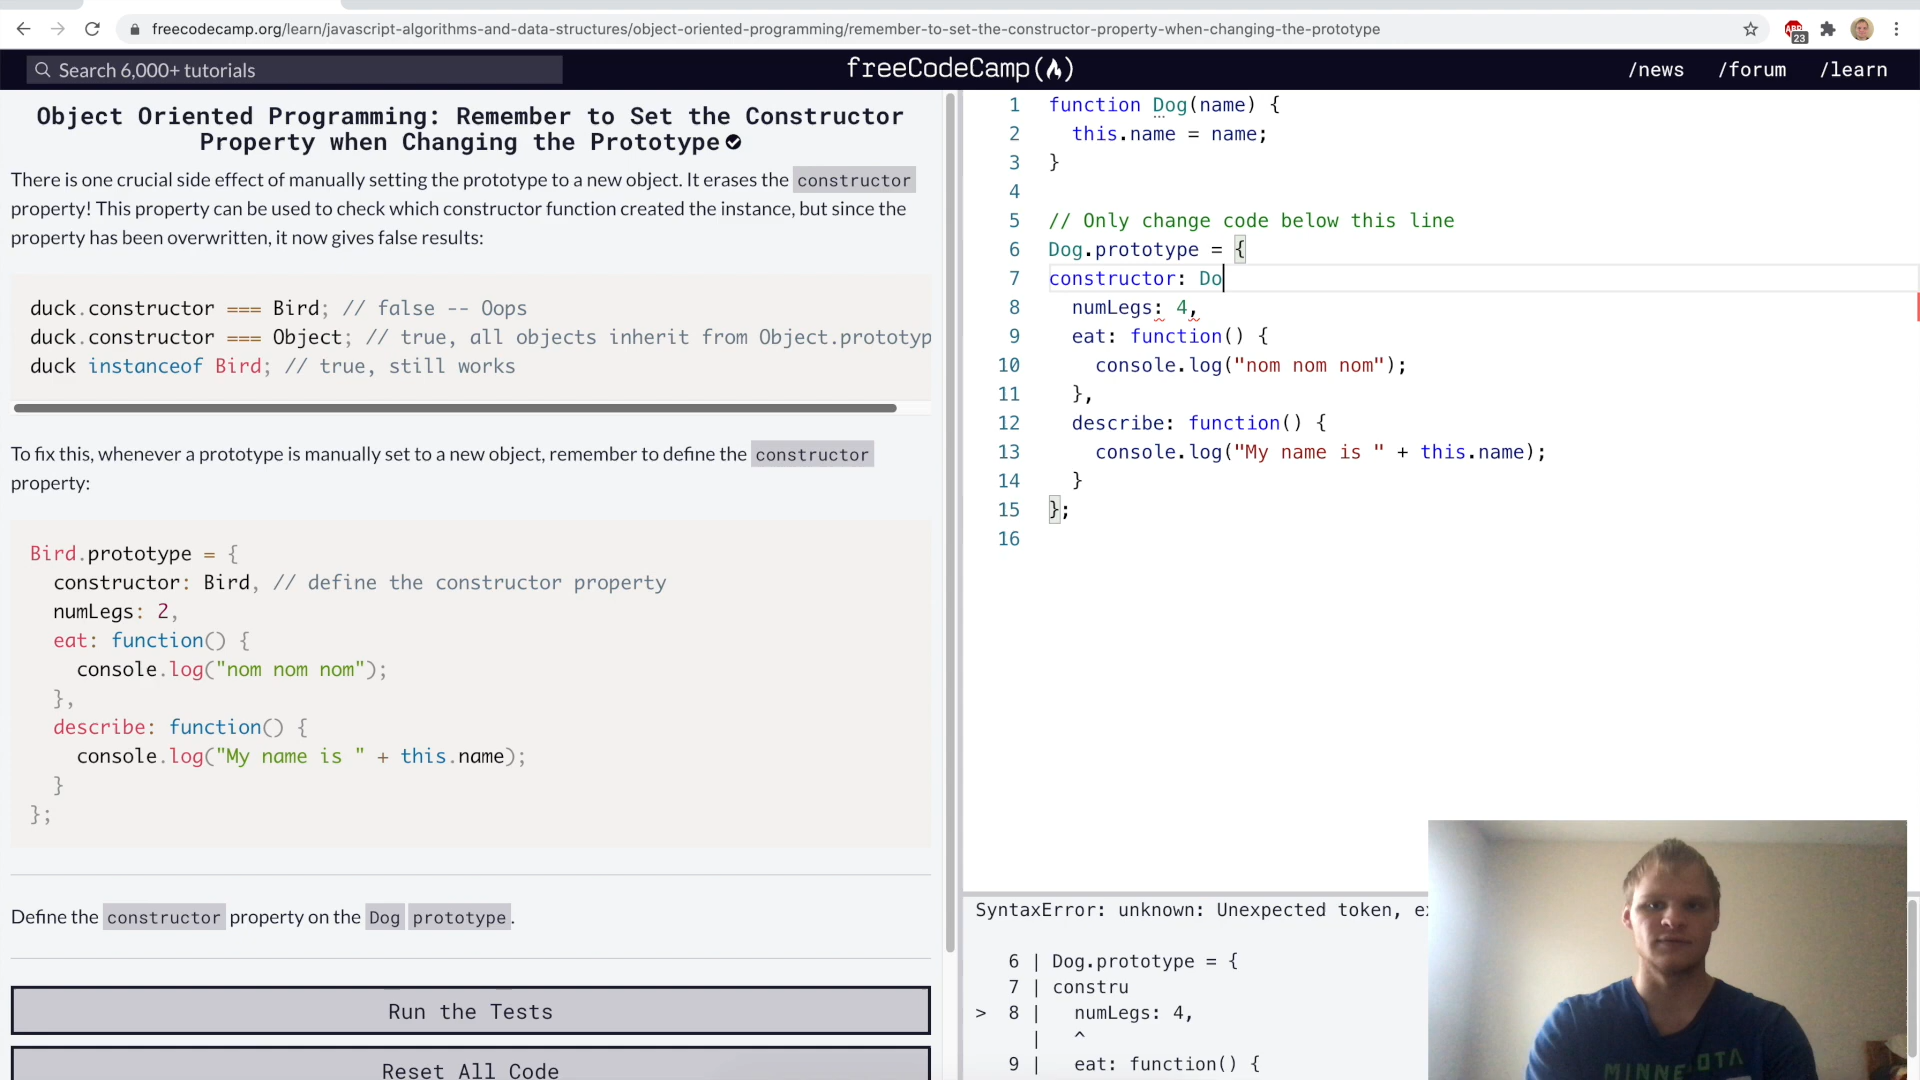 freecodecamp.org/learn/javascript-algorithms-and-data-structures/object-oriented-programming/remember-to-set-the-constructor-property-when-changing-the-prototype
23
Search 6,000+ tutorials
freeCodeCamp
/news
/forum
/learn
Object Oriented Programming: Remember to Set the Constructor
Property when Changing the Prototype
There is one crucial side effect of manually setting the prototype to a new object. It erases the constructor
property! This property can be used to check which constructor function created the instance, but since the
property has been overwritten, it now gives false results:
duck.constructor === Bird; // false -- Oops
duck.constructor === Object; // true, all objects inherit from Object.prototyp
duck instanceof Bird; // true, still works
To fix this, whenever a prototype is manually set to a new object, remember to define the constructor
property:
Bird.prototype = {
  constructor: Bird, // define the constructor property
  numLegs: 2,
  eat: function() {
    console.log("nom nom nom");
  },
  describe: function() {
    console.log("My name is " + this.name);
  }
};
Define the constructor property on the Dog prototype.
Run the Tests
Reset All Code
1 function Dog(name) {
2   this.name = name;
3 }
4
5 // Only change code below this line
6 Dog.prototype = {
7 constructor: Do
8   numLegs: 4,
9   eat: function() {
10     console.log("nom nom nom");
11   },
12   describe: function() {
13     console.log("My name is " + this.name);
14   }
15 };
16
SyntaxError: unknown: Unexpected token, e
6 | Dog.prototype = {
7 | constru
> 8 |   numLegs: 4,
|   ^
9 |   eat: function() {